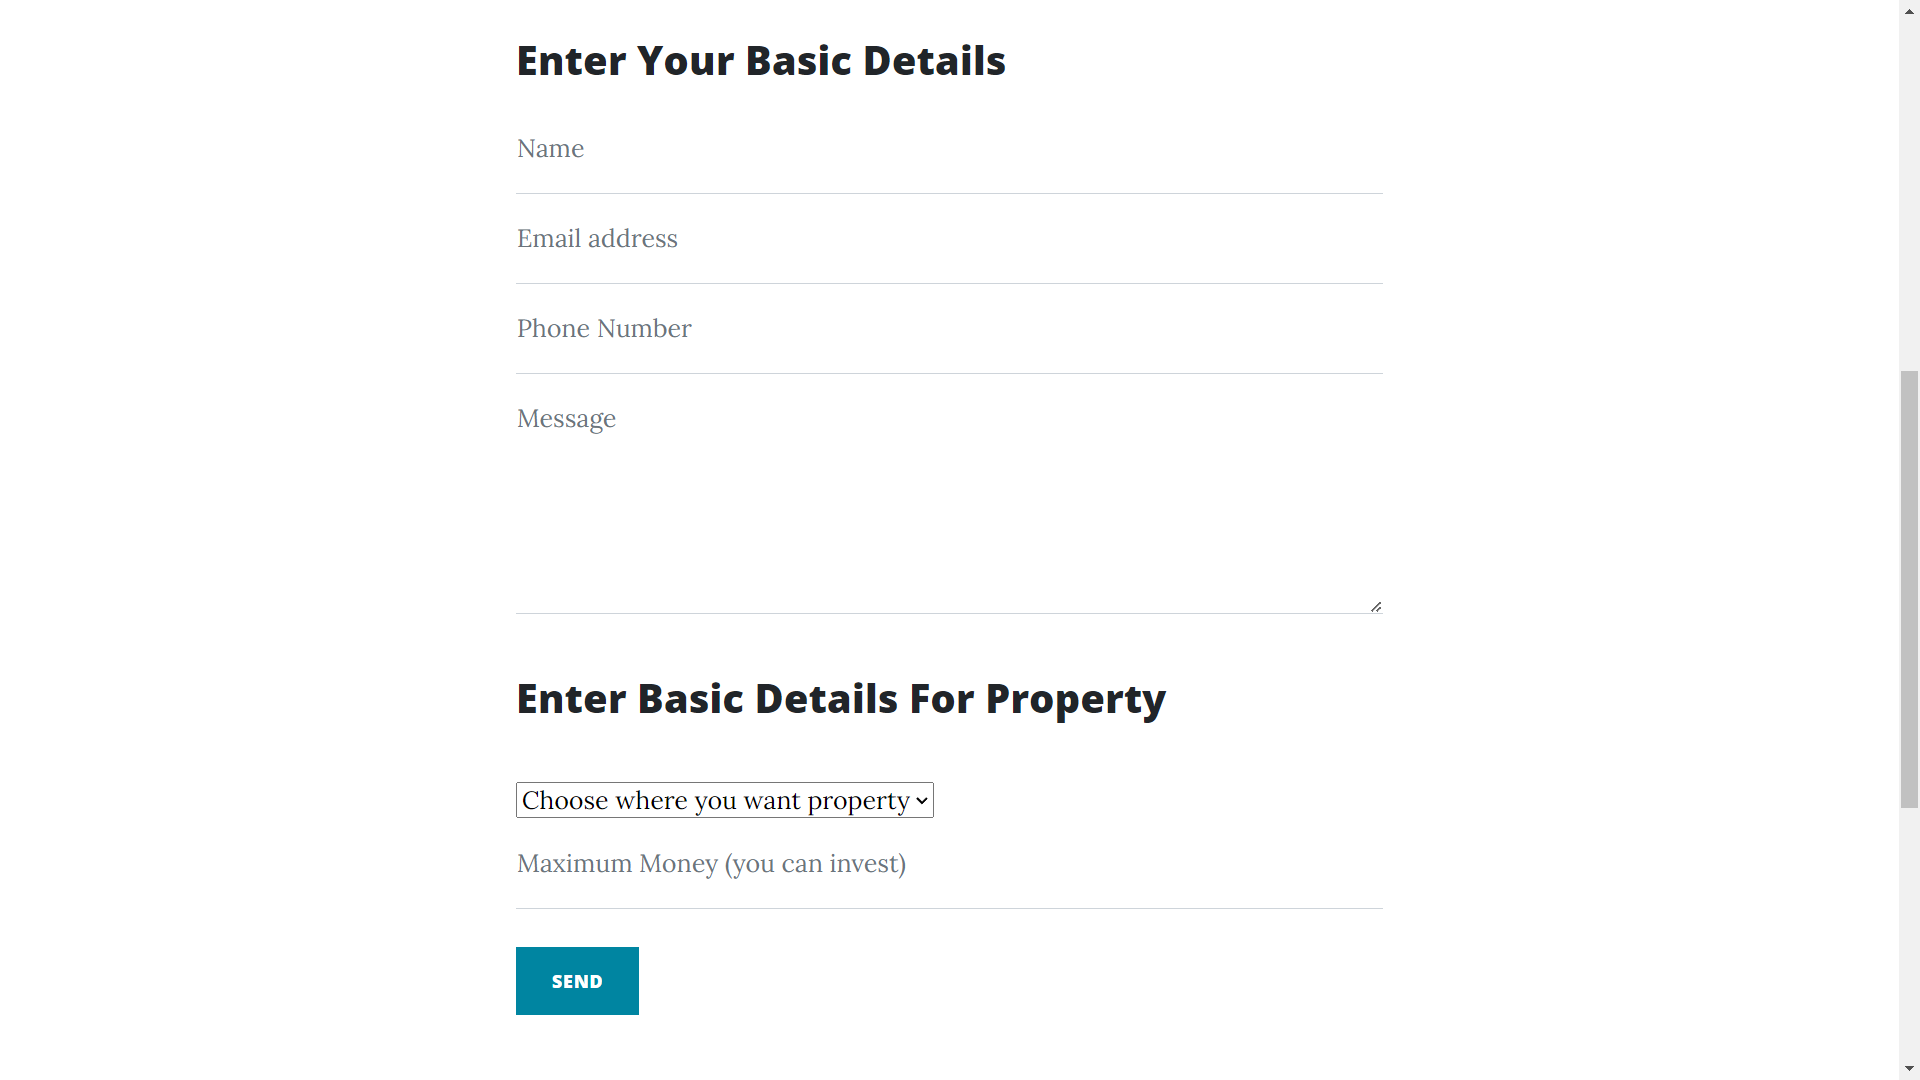 Enter Your Basic Details
Name
Email address
Phone Number
Message
Enter Basic Details For Property
Choose where you want property
Maximum Money (you can invest)
SEND